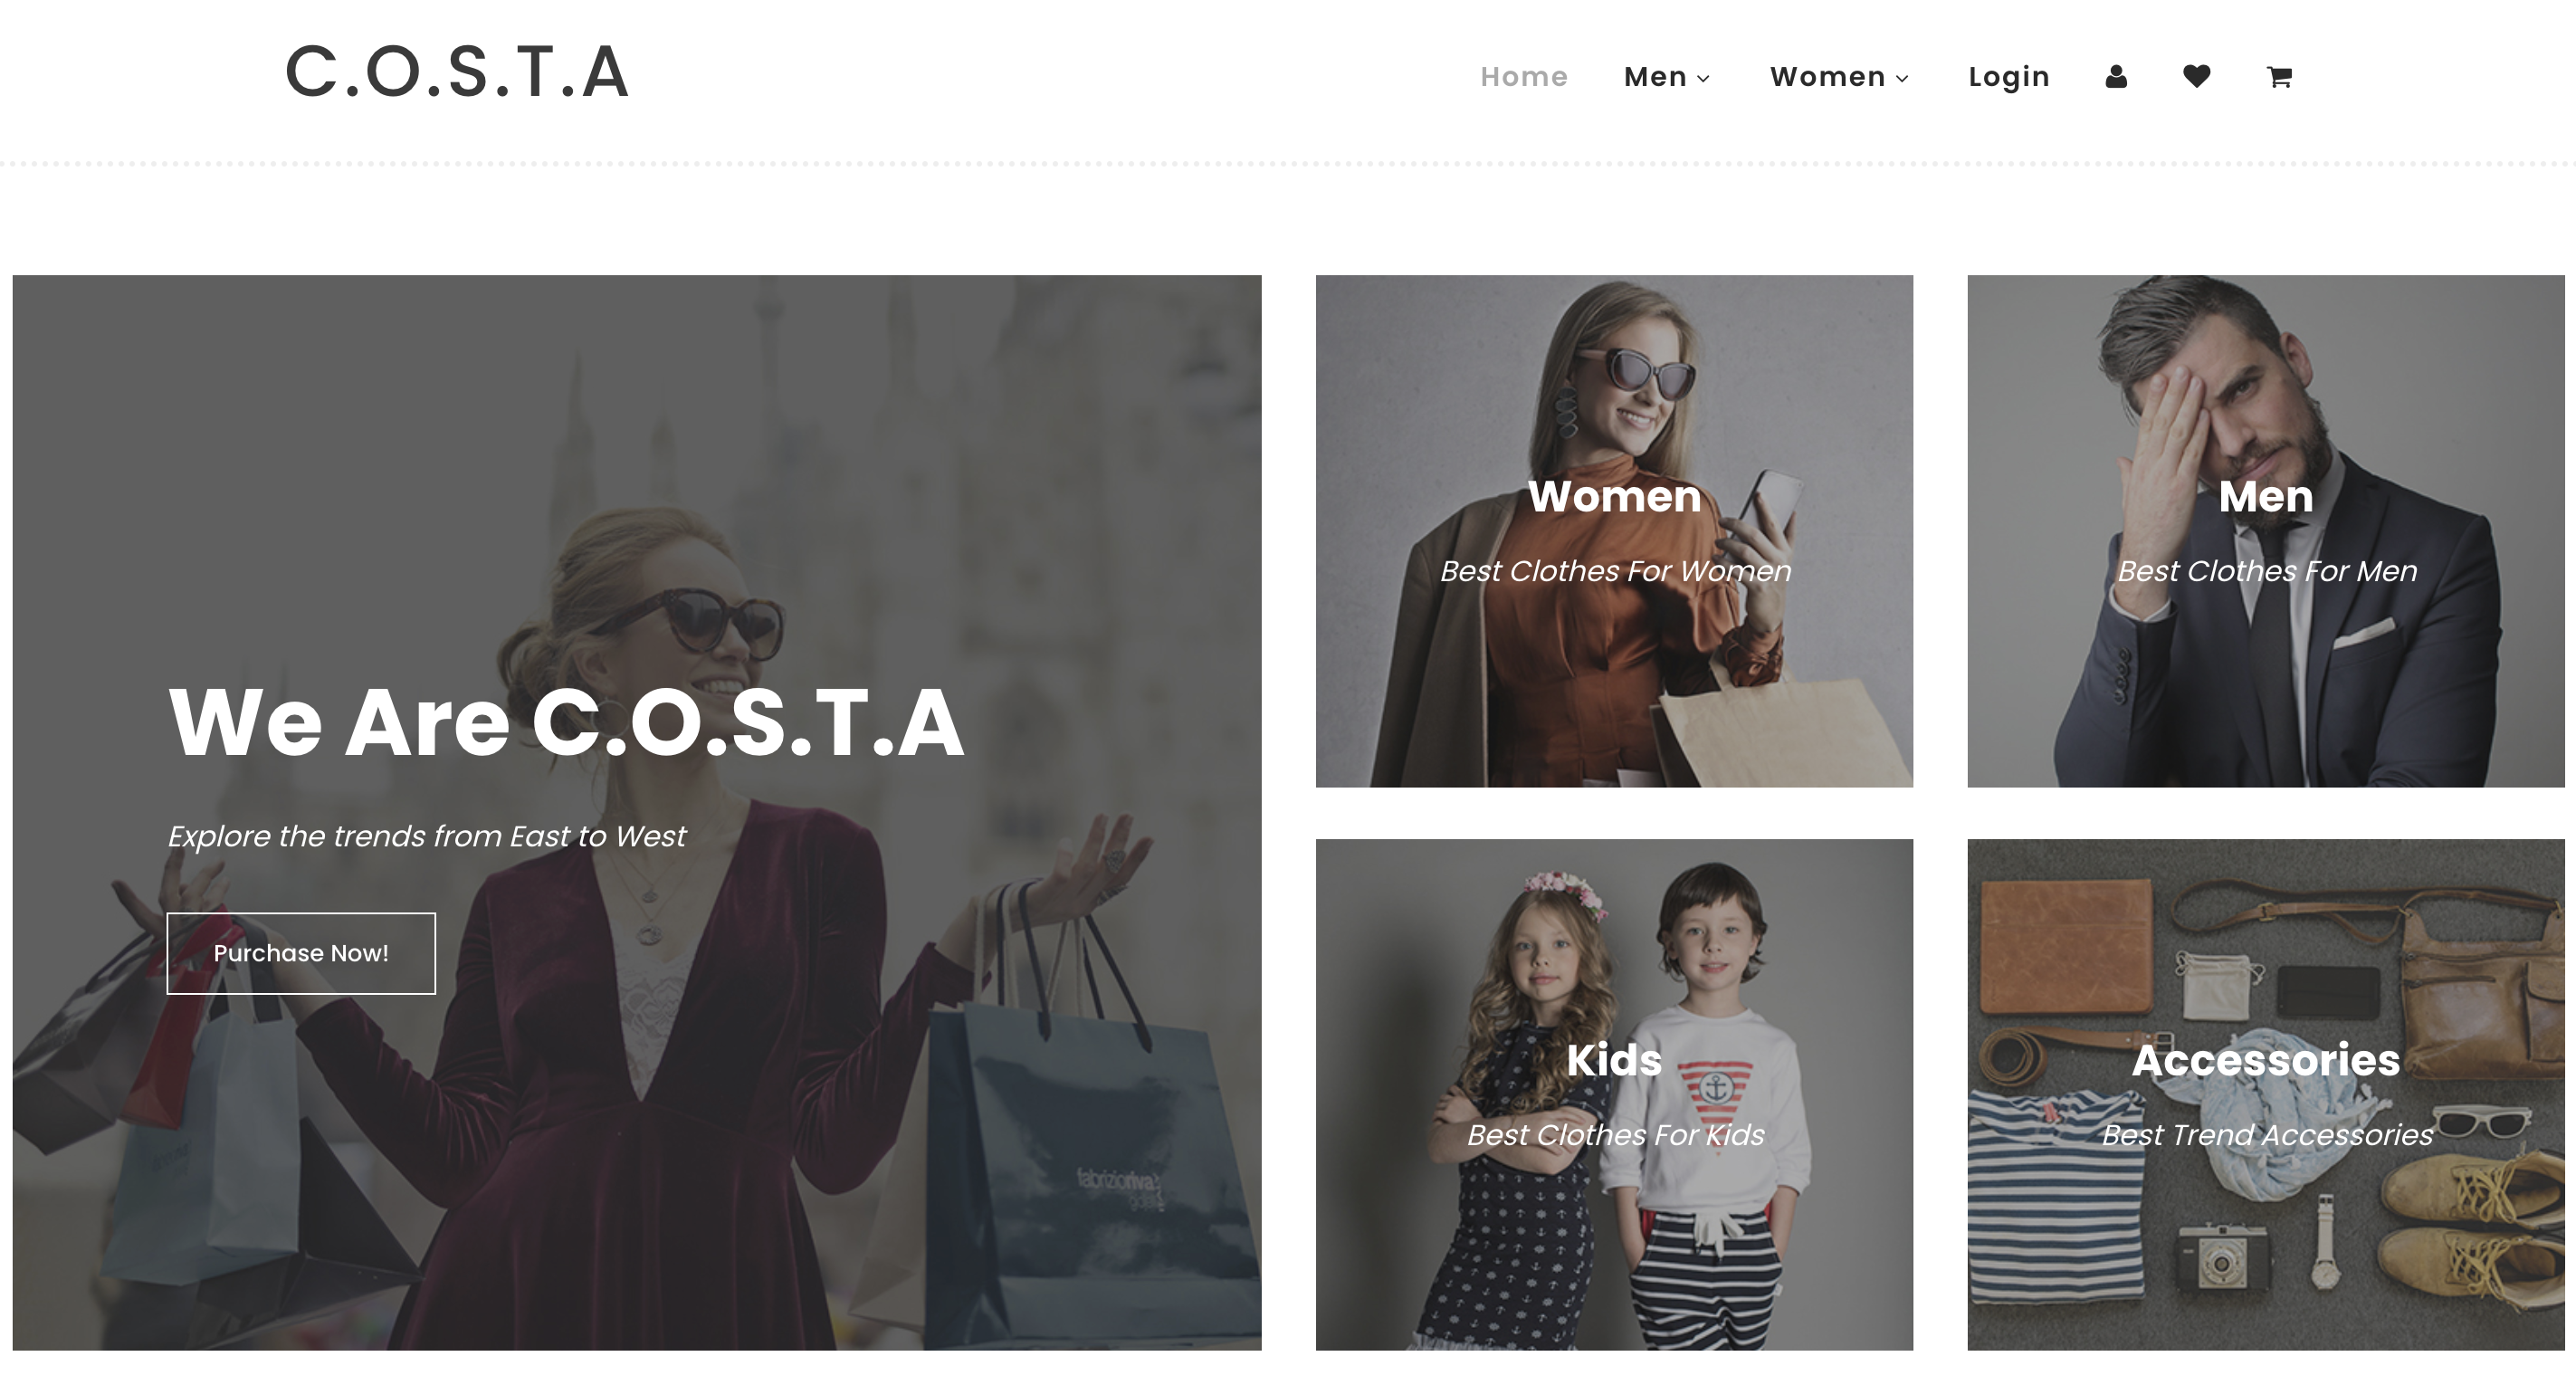 C.O.S.T.A
Home Men Women Login
We Are C.O.S.T.A
Explore the trends from East to West
Purchase Now!
Women
Best Clothes For Women
Men
Best Clothes For Men
Kids
Best Clothes For Kids
Accessories
Best Trend Accessories
fabrizioriva